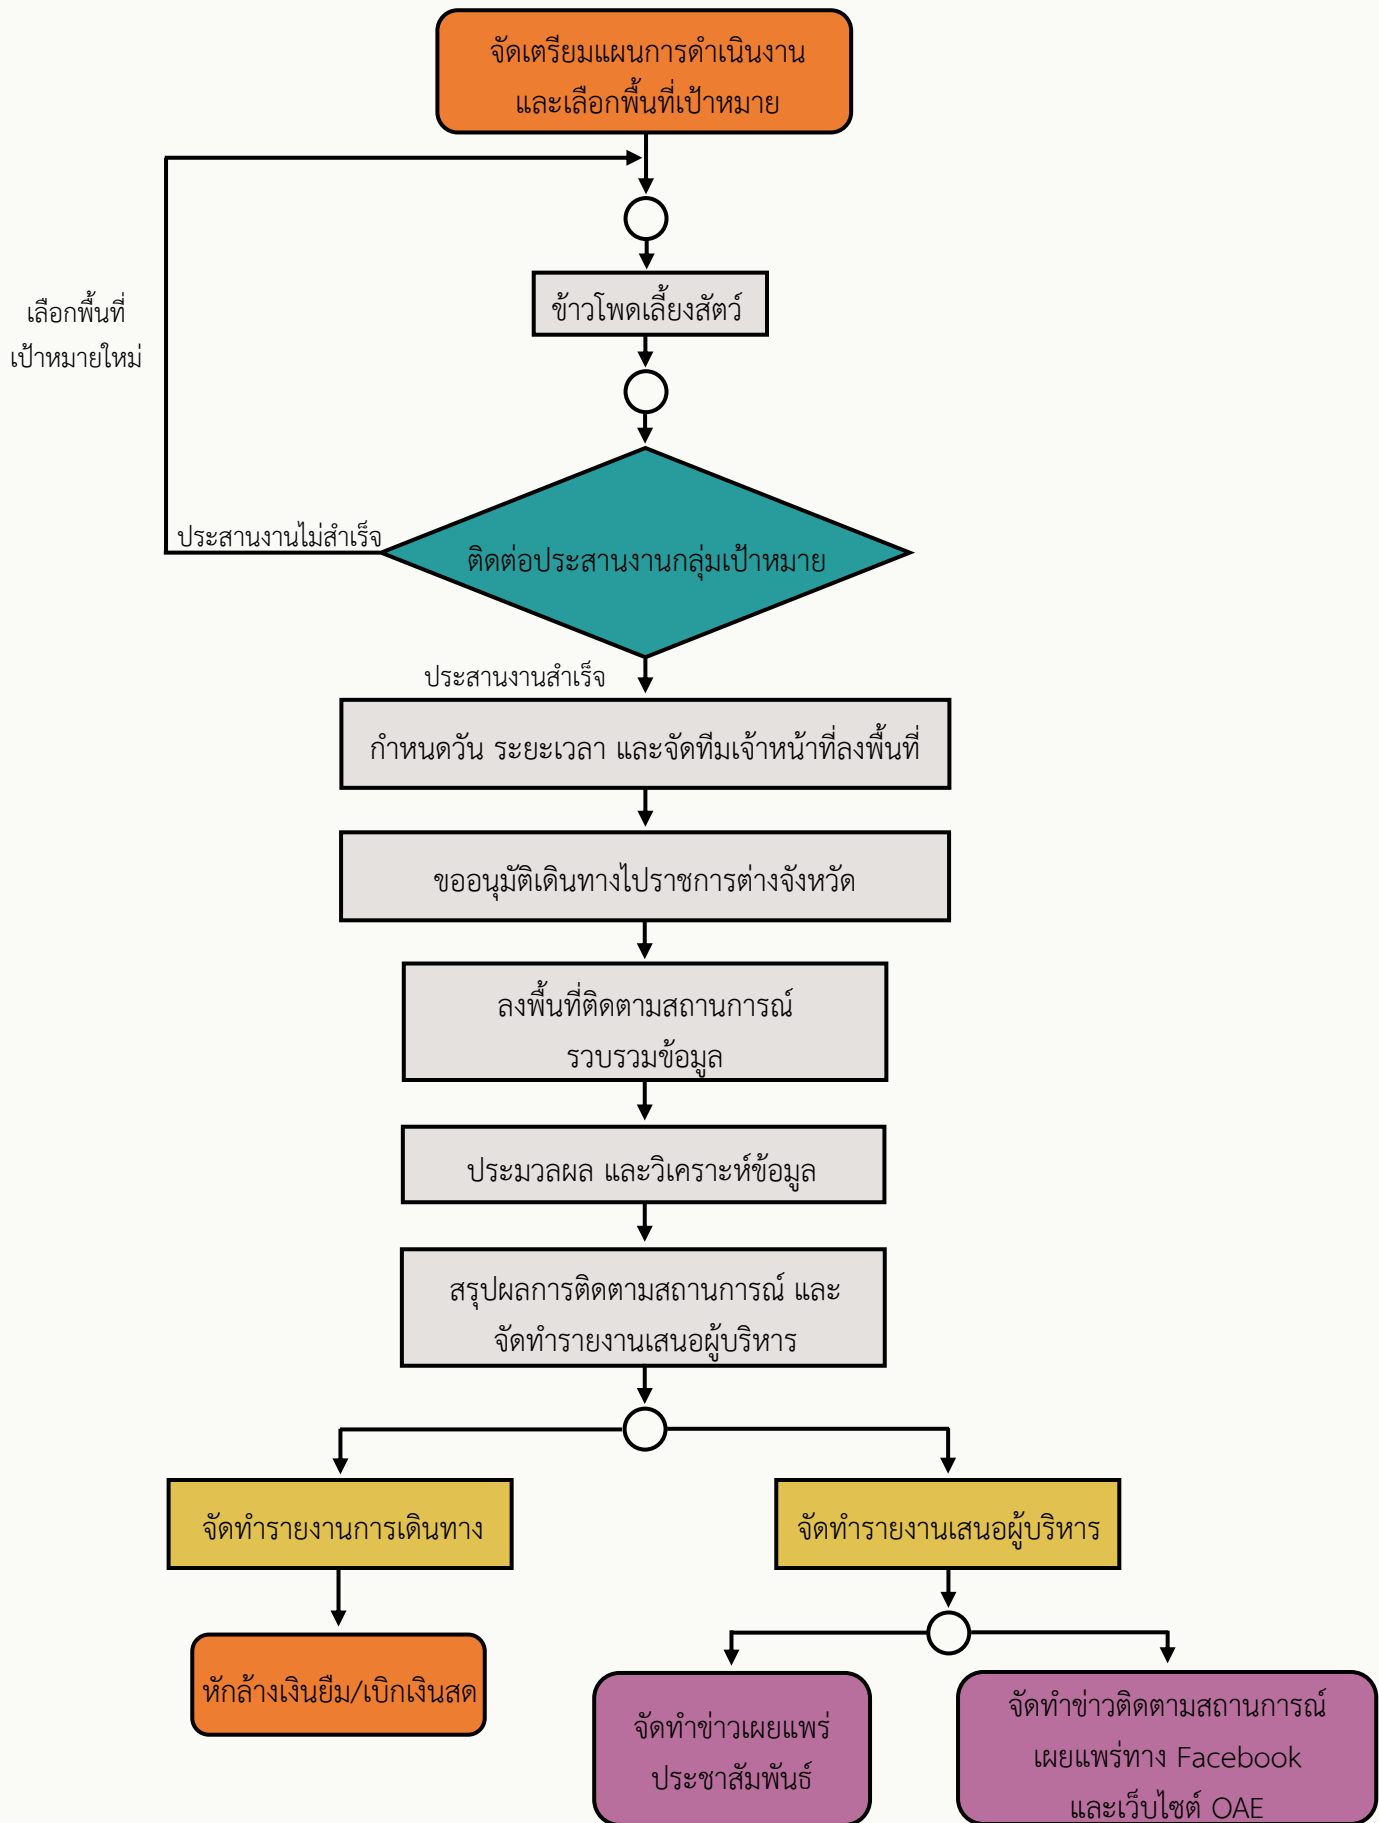 จัดเตรียมแผนการดำเนินงาน
และเลือกพื้นที่เป้าหมาย
ข้าวโพดเลี้ยงสัตว์
เลือกพื้นที่
เป้าหมายใหม่
ประสานงานไม่สำเร็จ
ติดต่อประสานงานกลุ่มเป้าหมาย
ประสานงานสำเร็จ
กำหนดวัน ระยะเวลา และจัดทีมเจ้าหน้าที่ลงพื้นที่
ขออนุมัติเดินทางไปราชการต่างจังหวัด
ลงพื้นที่ติดตามสถานการณ์
รวบรวมข้อมูล
ประมวลผล และวิเคราะห์ข้อมูล
สรุปผลการติดตามสถานการณ์ และ
จัดทำรายงานเสนอผู้บริหาร
จัดทำรายงานการเดินทาง
จัดทำรายงานเสนอผู้บริหาร
หักล้างเงินยืม/เบิกเงินสด
จัดทำข่าวเผยแพร่
ประชาสัมพันธ์
จัดทำข่าวติดตามสถานการณ์
เผยแพร่ทาง Facebook
และเว็บไซต์ OAE